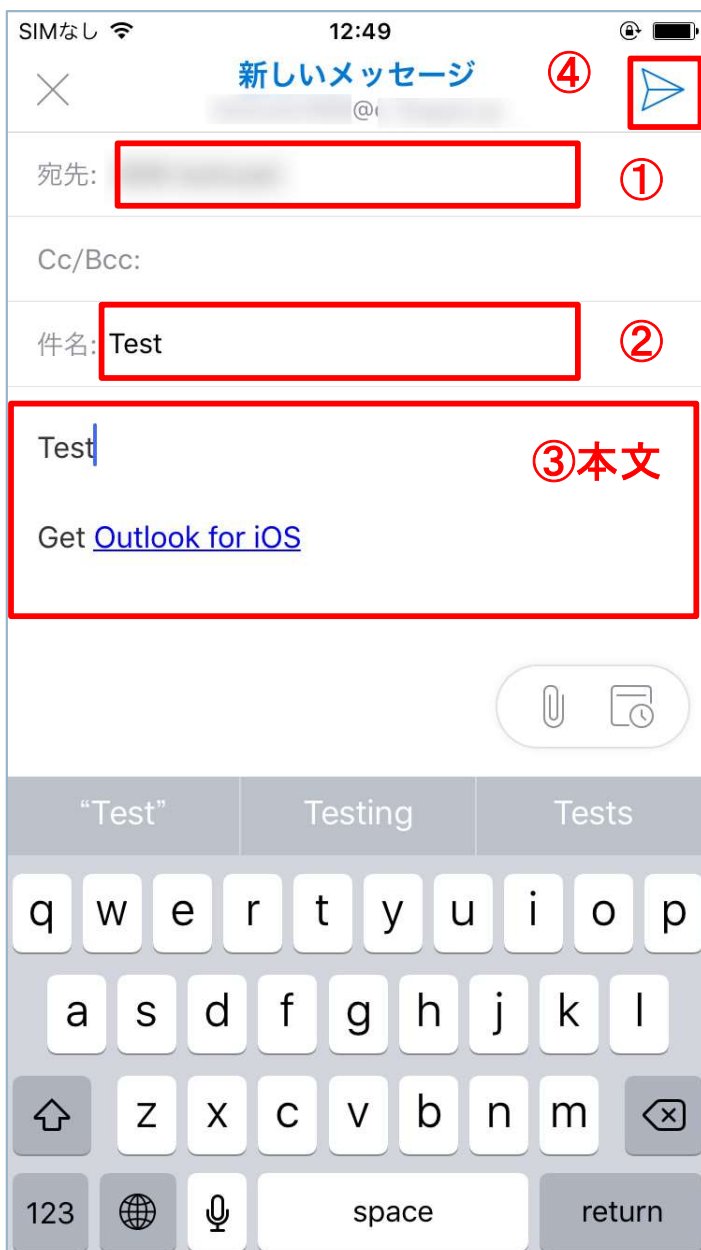 SIMなし 12:49
新しいメッセージ ④
@
宛先: ①
Cc/Bcc:
件名: Test ②
Test
③本文
Get Outlook for iOS
“Test” Testing Tests
q w e r t y u i o p
a s d f g h j k l
z x c v b n m
123 space return